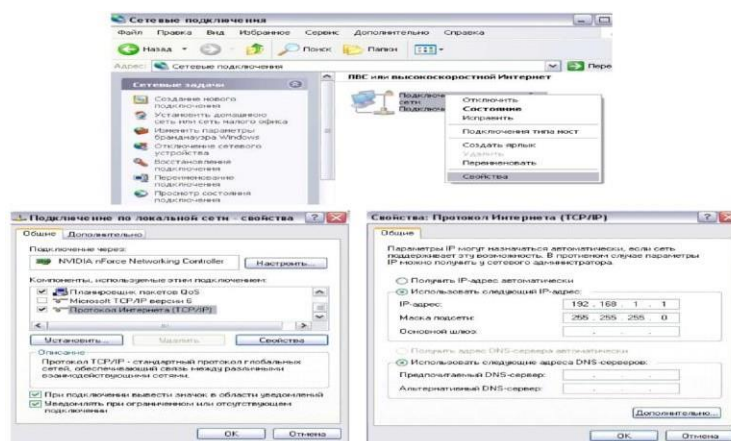 Сетевые подключения
Файл Правка Вид Избранное Сервис Дополнительно Справка
Назад Поиск Папки
Адрес: Сетевые подключения Пере
Сетевые задачи
Создание нового подключения
Установить домашнюю сеть или сеть малого офиса
Изменить параметры брандмауэра Windows
Отключение сетевого устройства
Восстановление подключения
Переименование подключения
Просмотр состояния подключения
ЛВС или высокоскоростной Интернет
Подключе
сети
Подключе
Отключить
Состояние
Исправить
Подключения типа мост
Создать ярлык
Удалить
Переименовать
Свойства
Подключение по локальной сети - свойства
Общие Дополнительно
Подключение через:
NVIDIA nForce Networking Controller Настроить...
Компоненты, используемые этим подключением:
Планировщик пакетов QoS
Microsoft TCP/IP версии 6
Протокол Интернета (TCP/IP)
Установить... Удалить Свойства
Описание
Протокол TCP/IP - стандартный протокол глобальных
сетей, обеспечивающий связь между различными
взаимодействующими сетями.
При подключении вывести значок в области уведомлений
Уведомлять при ограниченном или отсутствующем
подключении
OK Отмена
Свойства: Протокол Интернета (TCP/IP)
Общие
Параметры IP могут назначаться автоматически, если сеть
поддерживает эту возможность. В противном случае параметры
IP можно получить у сетевого администратора.
Получить IP-адрес автоматически
Использовать следующий IP-адрес:
IP-адрес: 192 . 168 . 1 . 1
Маска подсети: 255 . 255 . 255 . 0
Основной шлюз:
Получить адрес DNS-сервера автоматически
Использовать следующие адреса DNS-серверов:
Предпочитаемый DNS-сервер:
Альтернативный DNS-сервер:
Дополнительно...
OK Отмена